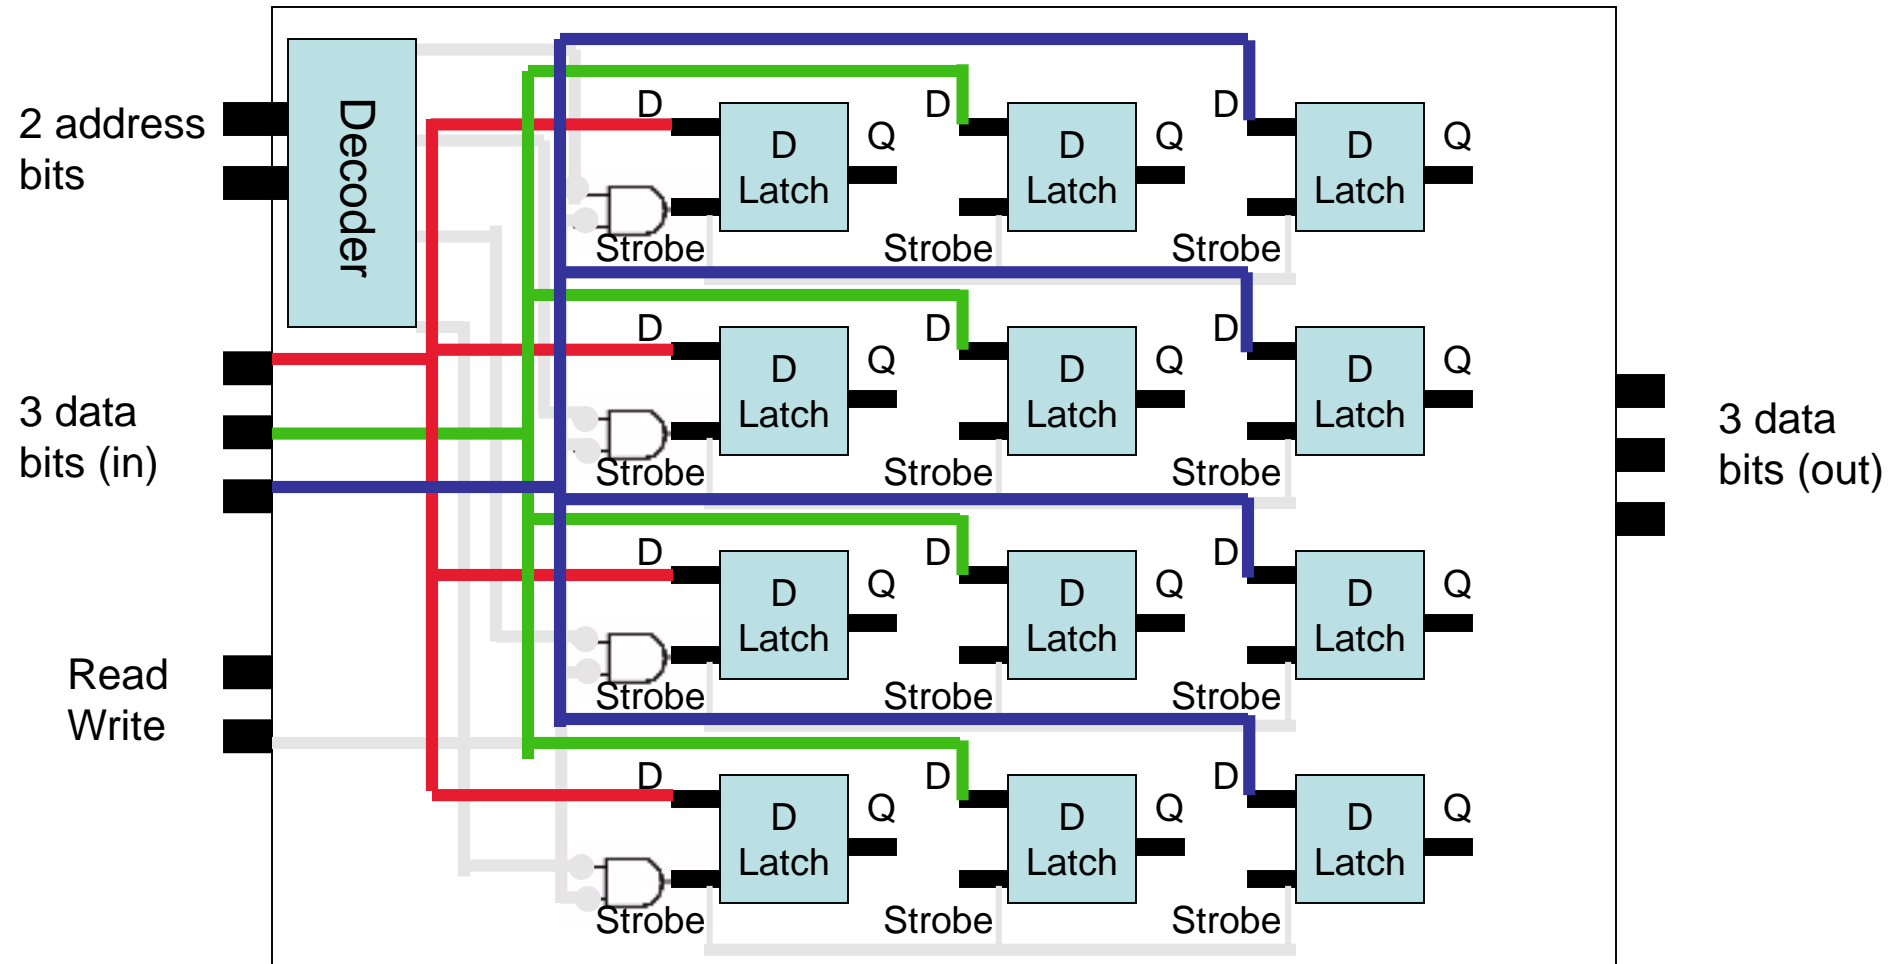 2 address
bits
Decoder
3 data
bits (in)
Read
Write
D
D
Latch
Q
Strobe
D
D
Latch
Q
Strobe
D
D
Latch
Q
Strobe
D
D
Latch
Q
Strobe
D
D
Latch
Q
Strobe
D
D
Latch
Q
Strobe
D
D
Latch
Q
Strobe
D
D
Latch
Q
Strobe
D
D
Latch
Q
Strobe
D
D
Latch
Q
Strobe
D
D
Latch
Q
Strobe
D
D
Latch
Q
Strobe
3 data
bits (out)